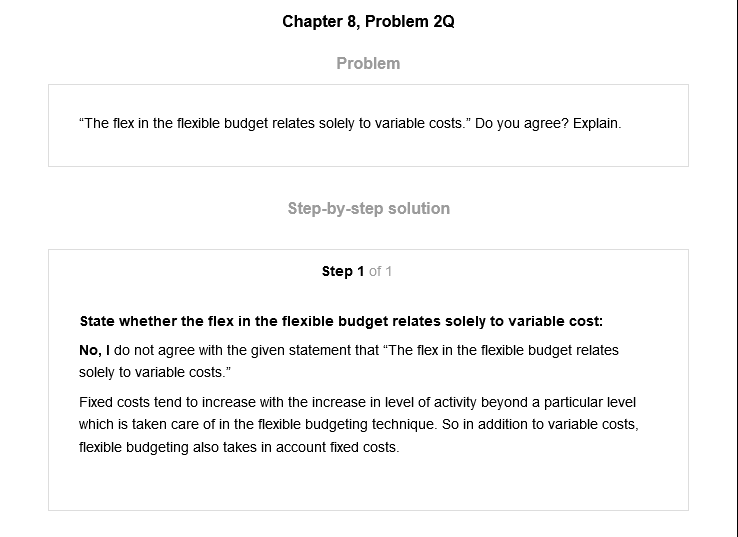 Chapter 8, Problem 2Q
Problem
“The flex in the flexible budget relates solely to variable costs.” Do you agree? Explain.
Step-by-step solution
Step 1 of 1
State whether the flex in the flexible budget relates solely to variable cost:
No, I do not agree with the given statement that “The flex in the flexible budget relates
solely to variable costs.”
Fixed costs tend to increase with the increase in level of activity beyond a particular level
which is taken care of in the flexible budgeting technique. So in addition to variable costs,
flexible budgeting also takes in account fixed costs.